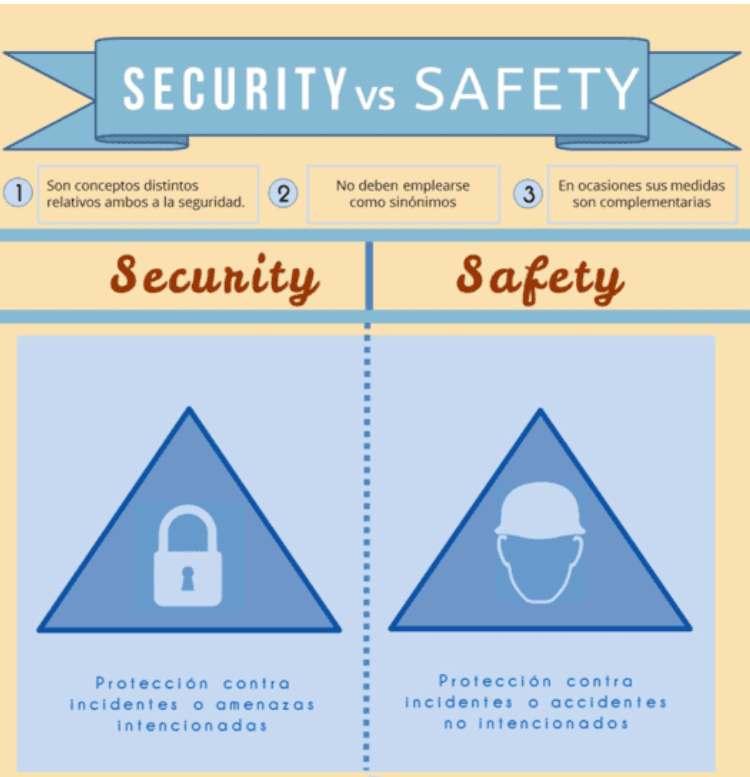 SECURITY vs SAFETY
1
Son conceptos distintos
relativos ambos a la seguridad.
2
No deben emplearse
como sinónimos
3
En ocasiones sus medidas
son complementarias
Security
Safety
Protección contra
incidentes o amenazas
intencionadas
Protección contra
incidentes o accidentes
no intencionados